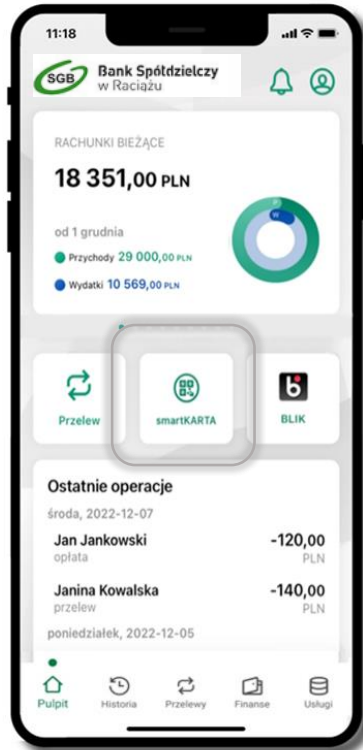 11:18
SGB
Bank Spółdzielczy
w Raciążu
RACHUNKI BIEŻĄCE
18 351,00 PLN
od 1 grudnia
Przychody 29 000,00 PLN
Wydatki 10 569,00 PLN
P
W
Przelew
smartKARTA
BLIK
Ostatnie operacje
środa, 2022-12-07
Jan Jankowski
-120,00
opłata
PLN
Janina Kowalska
-140,00
przelew
PLN
poniedziałek, 2022-12-05
Pulpit
Historia
Przelewy
Finanse
Usługi